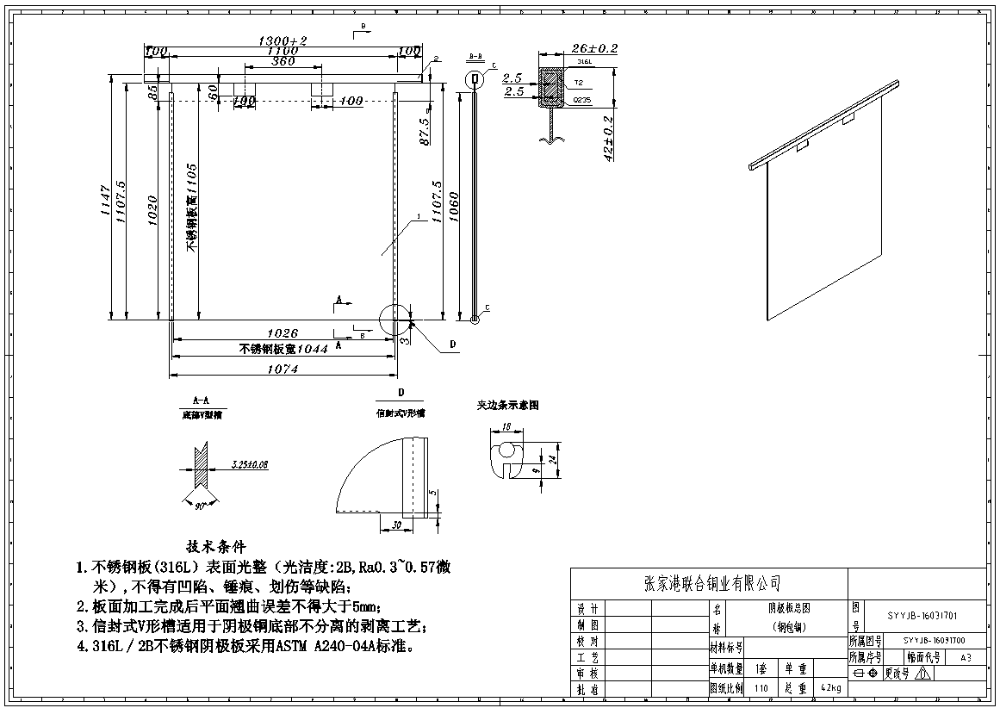 B
1300+2
100
1100
100
360
2
85
60
100
100
87.5
1147
1107.5
1020
不锈钢板高1105
1107.5
1060
1
A
A
B
3
D
1026
不锈钢板宽1044
1074
B-B
C
C
26±0.2
316L
2.5
T2
2.5
Q235
42±0.2
A-A
底部V型槽
3.25±0.08
90°
D
信封式V形槽
5
30
夹边条示意图
18
24
9
技术条件
1.不锈钢板(316L)表面光整(光洁度:2B,Ra0.3~0.57微
米),不得有凹陷、锤痕、划伤等缺陷;
2.板面加工完成后平面翘曲误差不得大于5mm;
3.信封式V形槽适用于阴极铜底部不分离的剥离工艺;
4.316L/2B不锈钢阴极板采用ASTM A240-04A标准。
张家港联合铜业有限公司
设计
制图
校对
工艺
审核
批准
名称
阴极板总图
(钢包铜)
图号
SYYJB-16031701
材料标号
所属图号
SYYJB-16031700
所属序号
幅面代号
A3
单机数量
1套
单重
更改号
图纸比例
110
总重
42kg